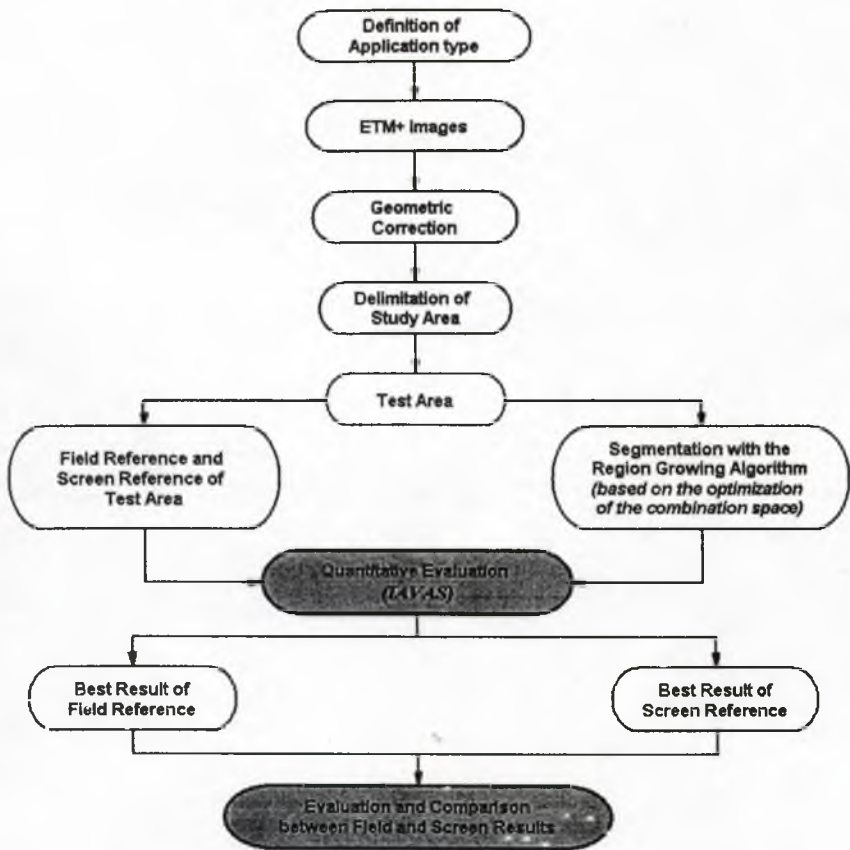 Definition of
Application type
ETM+ Images
Geometric
Correction
Delimitation of
Study Area
Test Area
Field Reference and
Screen Reference of
Test Area
Segmentation with the
Region Growing Algorithm
(based on the optimization
of the combination space)
Quantitative Evaluation
(IAVAS)
Best Result of
Field Reference
Best Result of
Screen Reference
Evaluation and Comparison
between Field and Screen Results